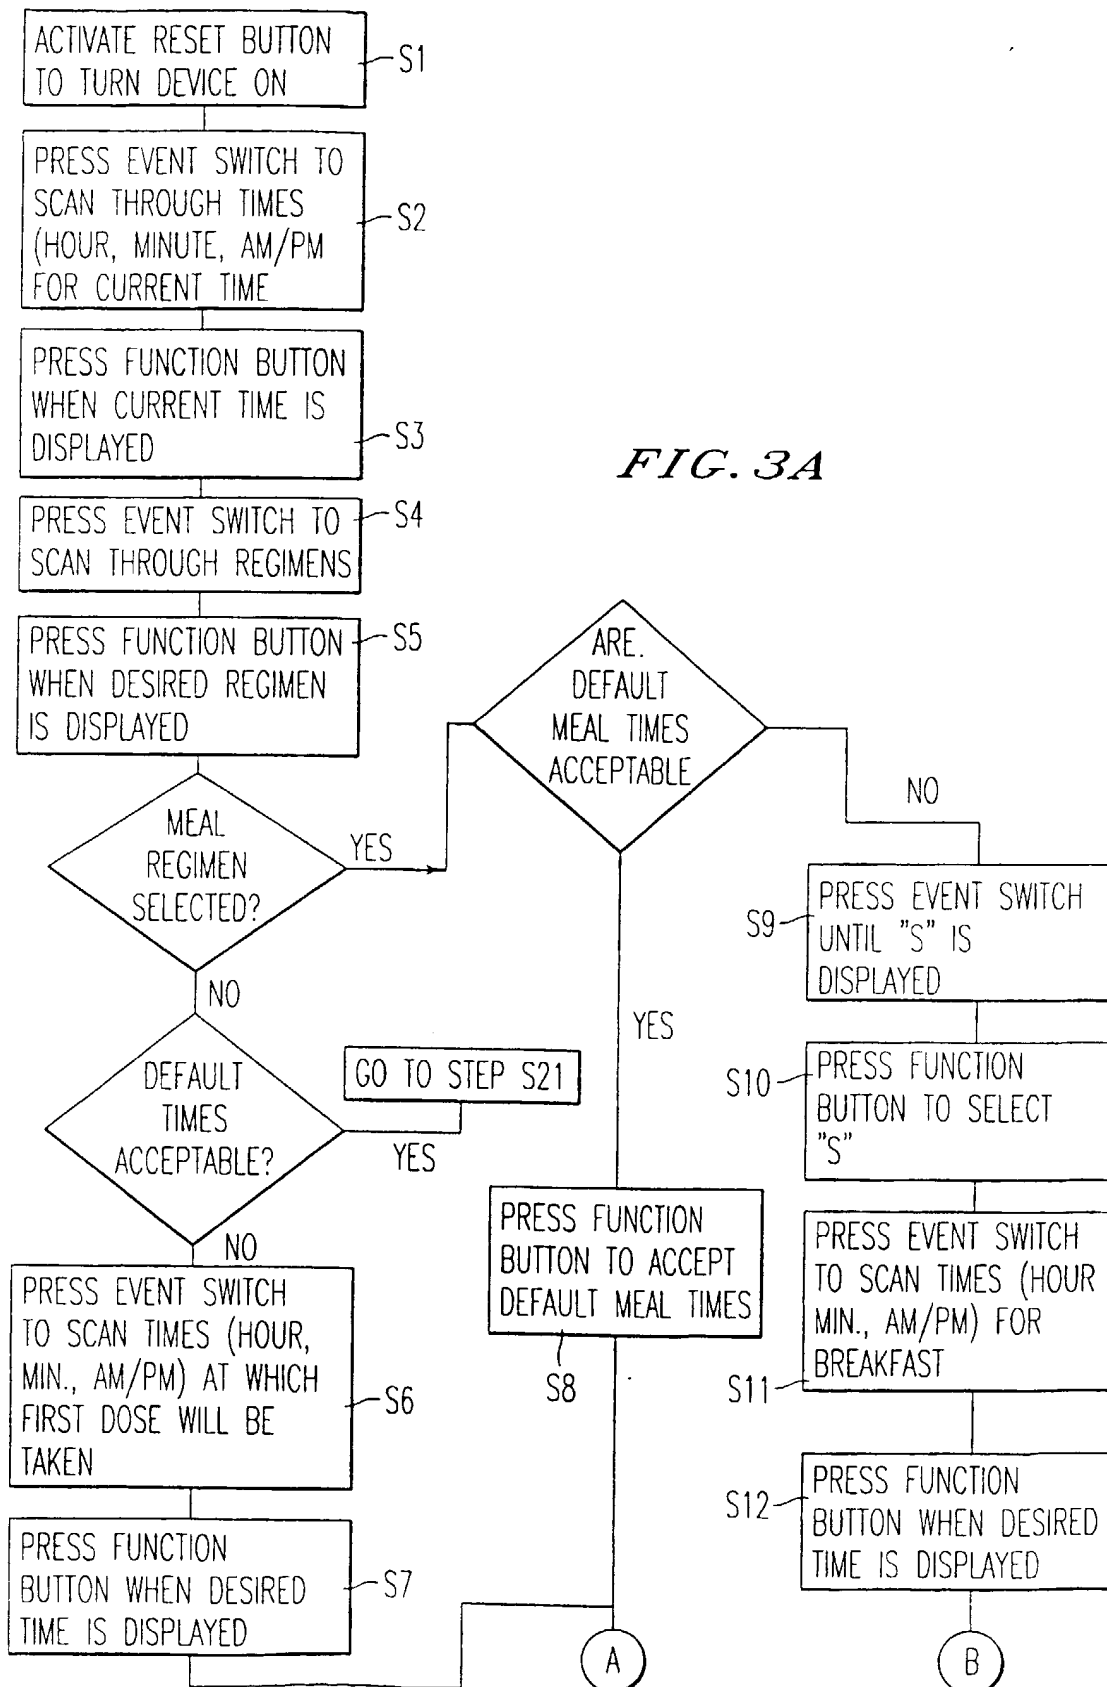 ACTIVATE RESET BUTTON
TO TURN DEVICE ON
S1
PRESS EVENT SWITCH TO
SCAN THROUGH TIMES
(HOUR, MINUTE, AM/PM
FOR CURRENT TIME
S2
PRESS FUNCTION BUTTON
WHEN CURRENT TIME IS
DISPLAYED
S3
FIG. 3A
PRESS EVENT SWITCH TO
SCAN THROUGH REGIMENS
S4
PRESS FUNCTION BUTTON
WHEN DESIRED REGIMEN
IS DISPLAYED
S5
MEAL
REGIMEN
SELECTED?
YES
NO
DEFAULT
TIMES
ACCEPTABLE?
YES
GO TO STEP S21
NO
PRESS EVENT SWITCH
TO SCAN TIMES (HOUR,
MIN., AM/PM) AT WHICH
FIRST DOSE WILL BE
TAKEN
S6
PRESS FUNCTION
BUTTON WHEN DESIRED
TIME IS DISPLAYED
S7
ARE.
DEFAULT
MEAL TIMES
ACCEPTABLE
YES
NO
PRESS FUNCTION
BUTTON TO ACCEPT
DEFAULT MEAL TIMES
S8
A
S9
PRESS EVENT SWITCH
UNTIL "S" IS
DISPLAYED
S10
PRESS FUNCTION
BUTTON TO SELECT
"S"
S11
PRESS EVENT SWITCH
TO SCAN TIMES (HOUR
MIN., AM/PM) FOR
BREAKFAST
S12
PRESS FUNCTION
BUTTON WHEN DESIRED
TIME IS DISPLAYED
B